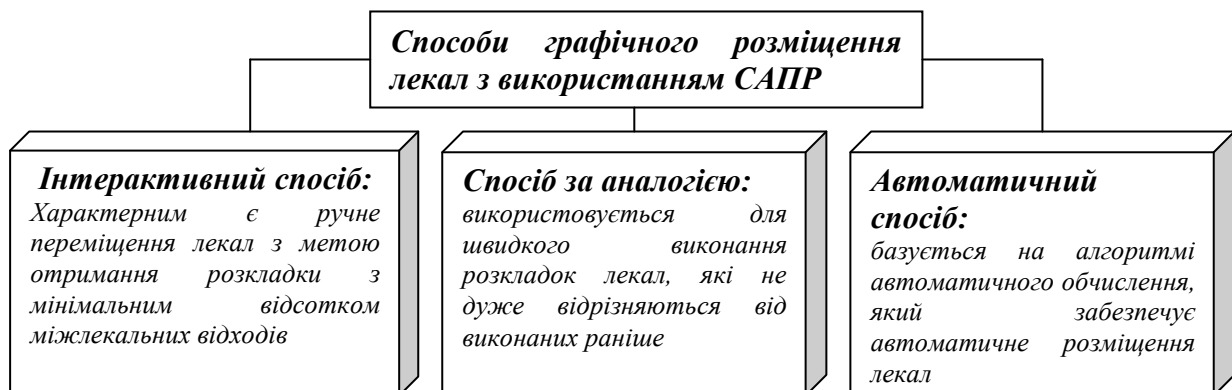 Способи графічного розміщення
лекал з використанням САПР
Інтерактивний спосіб:
Характерним є ручне
переміщення лекал з метою
отримання розкладки з
мінімальним відсотком
міжлекальних відходів
Спосіб за аналогією:
використовується для
швидкого виконання
розкладок лекал, які не
дуже відрізняються від
виконаних раніше
Автоматичний
спосіб:
базується на алгоритмі
автоматичного обчислення,
який забезпечує
автоматичне розміщення
лекал